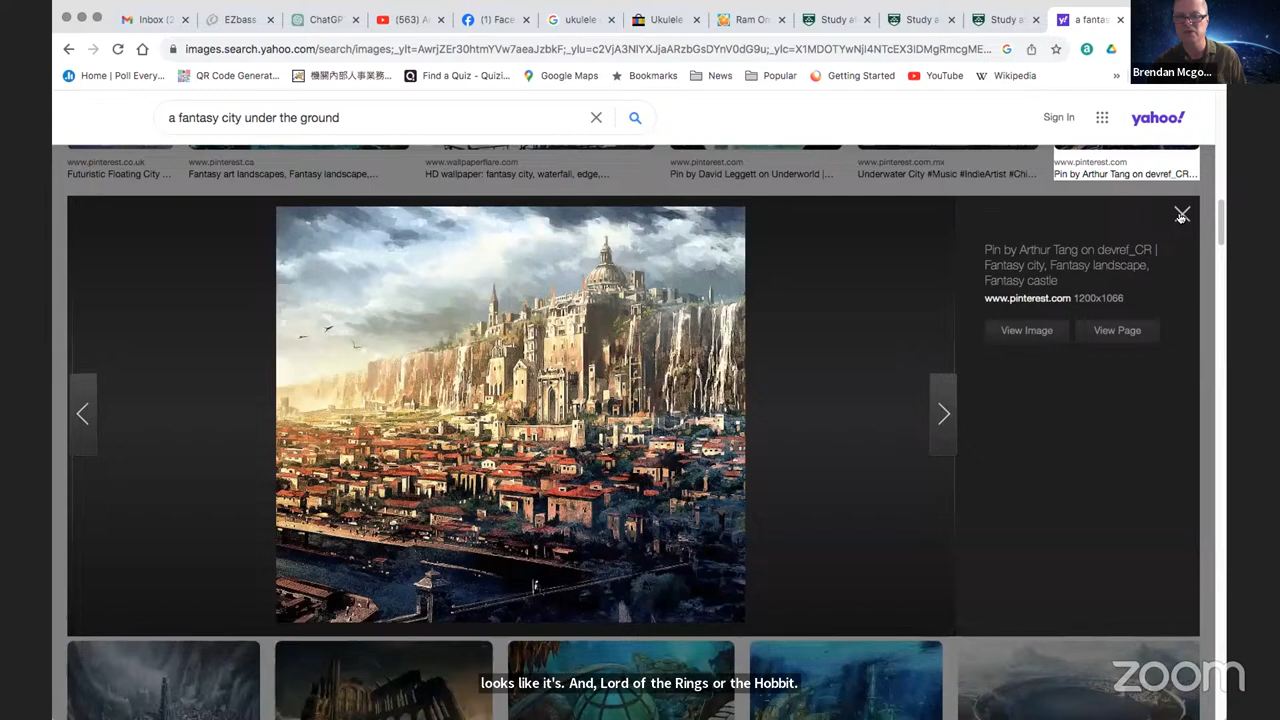 Inbox (2
EZbass
ChatGP
(563) A
(1) Face
ukulele
Ukulele
Ram On
Study a
Study a
Study a
a fantas
images.search.yahoo.com/search/images;_ylt=
Home | Poll Every...
QR Code Generat...
機關內部人事業務...
Find a Quiz - Quizi...
Google Maps
Bookmarks
News
Popular
Getting Started
YouTube
Wikipedia
»
Brendan Mcgo...
a fantasy city under the ground
Sign In
yahoo!
www.pinterest.co.uk
Futuristic Floating City ...
www.pinterest.ca
Fantasy art landscapes, Fantasy landscape,...
www.wallpaperflare.com
HD wallpaper: fantasy city, waterfall, edge,...
www.pinterest.com
Pin by David Leggett on Underworld |...
www.pinterest.com.mx
Underwater City #Music #IndieArtist #Chi...
www.pinterest.com
Pin by Arthur Tang on devref_CR...
Pin by Arthur Tang on devref_CR |
Fantasy city, Fantasy landscape,
Fantasy castle
www.pinterest.com 1200x1066
View Image
View Page
looks like it's. And, Lord of the Rings or the Hobbit.
zoom